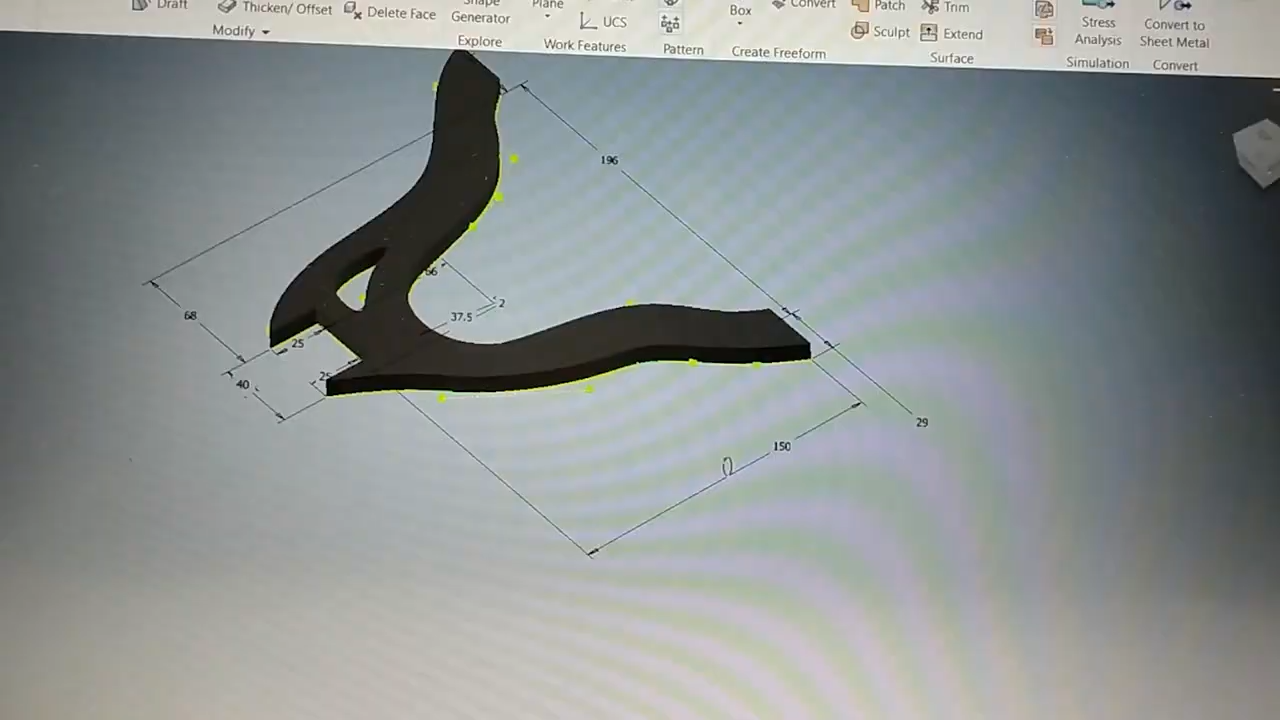 Draft
Thicken/ Offset
Delete Face
Modify
Shape
Generator
Explore
Plane
UCS
Work Features
Pattern
Box
Convert
Create Freeform
Patch
Trim
Sculpt
Extend
Surface
Stress
Analysis
Simulation
Convert to
Sheet Metal
Convert
196
68
66
2
37.5
25
25
40
29
150